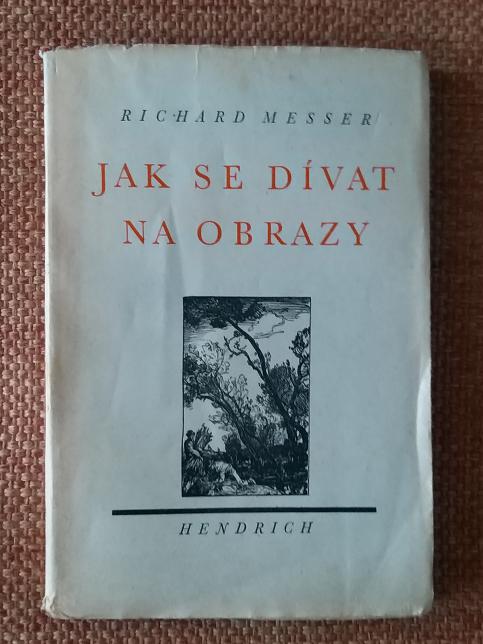 RICHARD MESSER
JAK SE DÍVAT
NA OBRAZY
HENDRICH